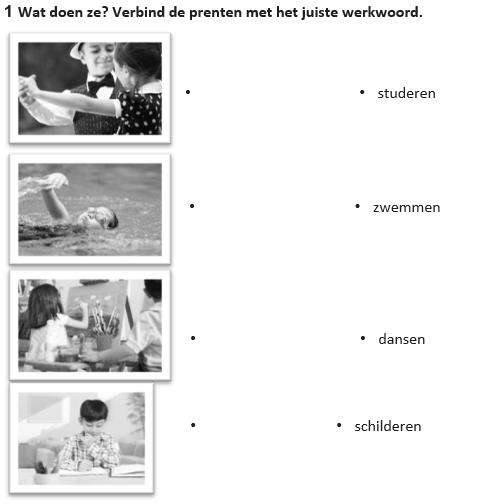 1 Wat doen ze? Verbind de prenten met het juiste werkwoord.
• • studeren
• • zwemmen
• • dansen
• • schilderen